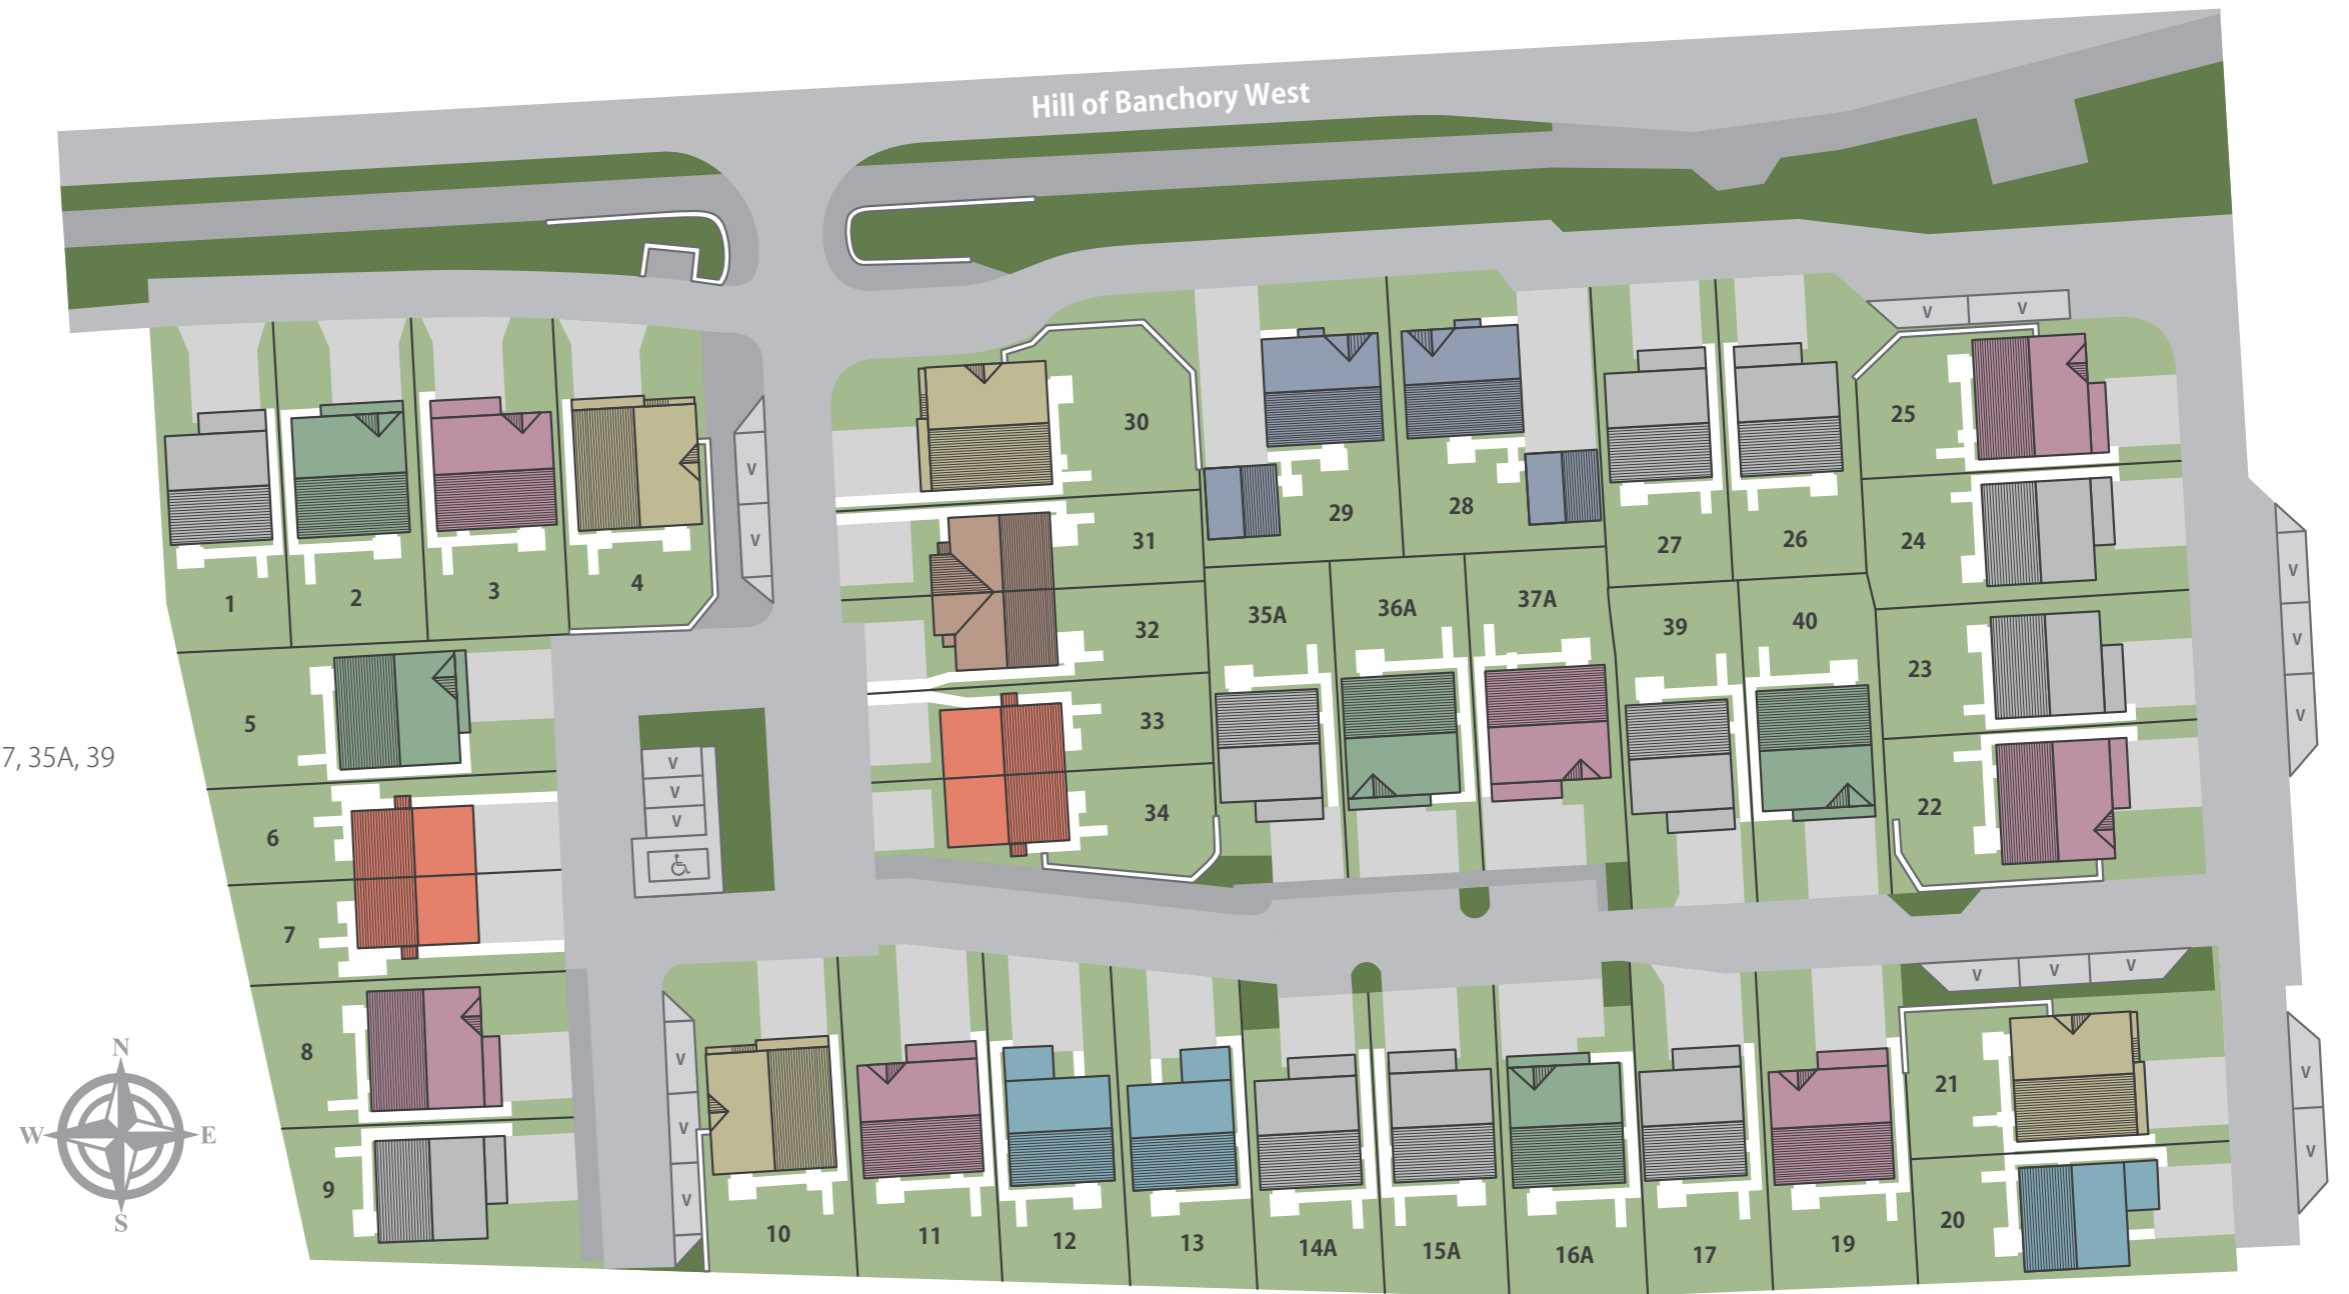 Hill of Banchory West
V V
30
25
V
1
2
3
4
V
29
28
27
26
24
31
V
32
35A
36A
37A
39
40
V
5
33
23
V
7, 35A, 39
V
V
V
6
34
22
V
7
8
V
V
V
V
21
V
N
W E
S
V
9
V
10
11
12
13
14A
15A
16A
17
19
20
V